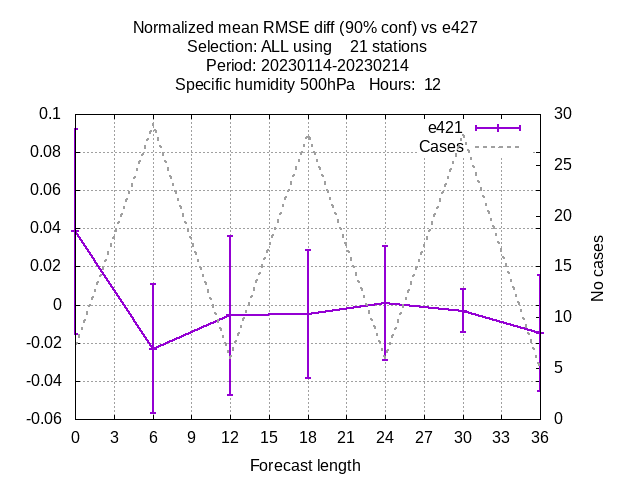 Normalized mean RMSE diff (90% conf) vs e427
Selection: ALL using    21 stations
Period: 20230114-20230214
Specific humidity 500hPa   Hours:  12
0.1
0.08
0.06
0.04
0.02
0
-0.02
-0.04
-0.06
30
25
20
15
10
5
0
e421
Cases
No cases
0 3 6 9 12 15 18 21 24 27 30 33 36
Forecast length